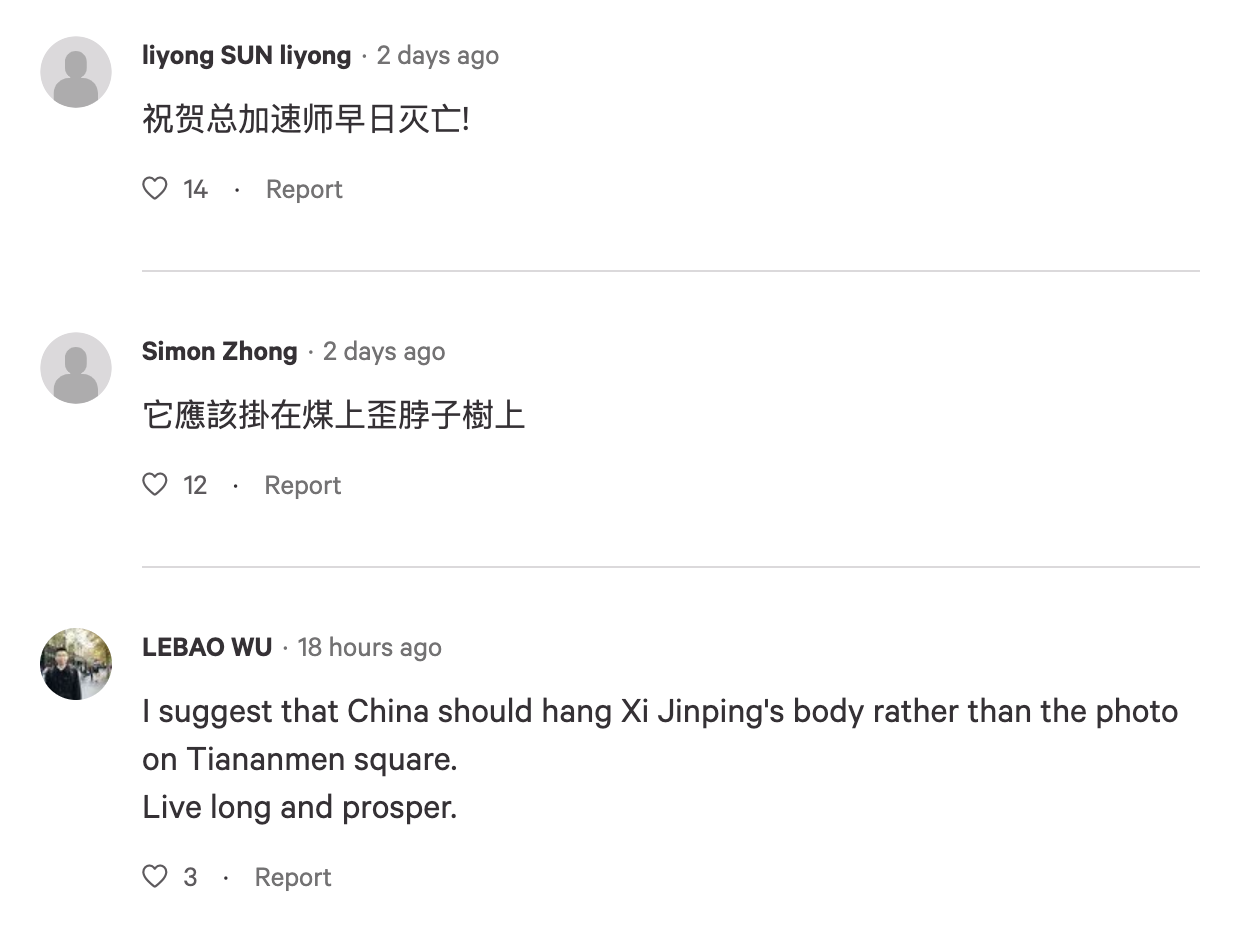 liyong SUN liyong · 2 days ago
祝贺总加速师早日灭亡!
14 · Report
Simon Zhong · 2 days ago
它應該掛在煤上歪脖子樹上
12 · Report
LEBAO WU · 18 hours ago
I suggest that China should hang Xi Jinping's body rather than the photo
on Tiananmen square.
Live long and prosper.
3 · Report